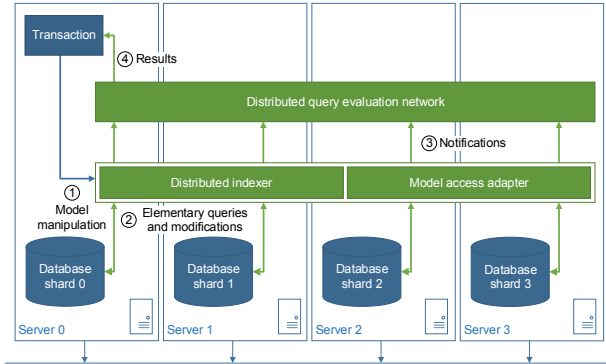 Transaction
④ Results
Distributed query evaluation network
③ Notifications
Distributed indexer
Model access adapter
①
Model
manipulation
② Elementary queries
and modifications
Database
shard 0
Database
shard 1
Database
shard 2
Database
shard 3
Server 0
Server 1
Server 2
Server 3